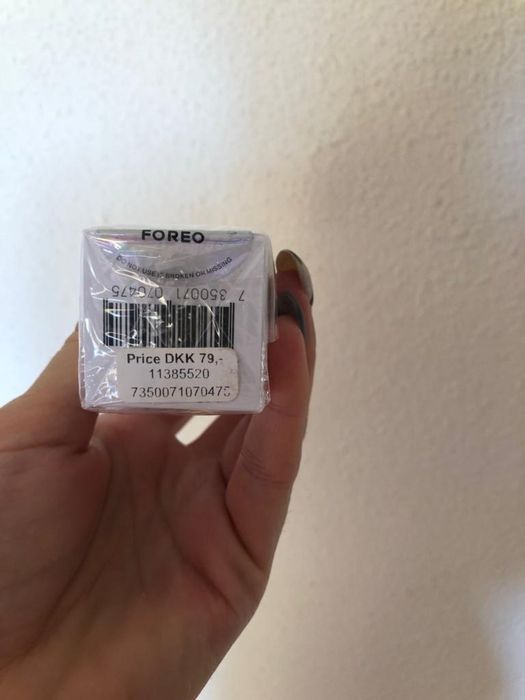 FOREO
DO NOT USE IF BROKEN OR MISSING
7 350071 070475
Price DKK 79,-
11385520
7350071070475